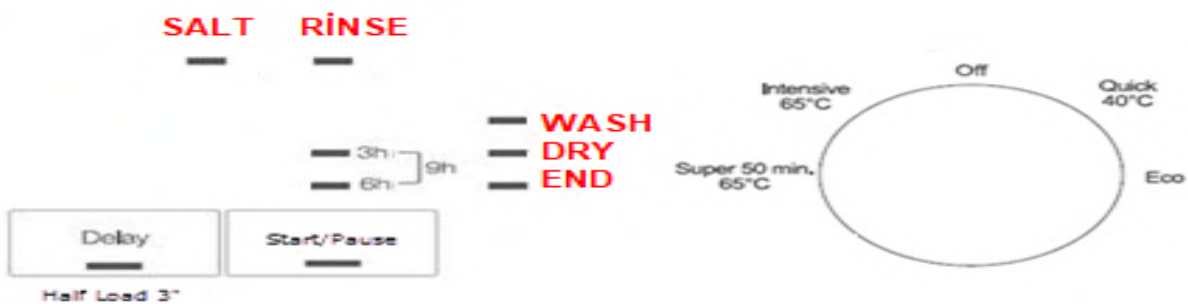 SALT RİNSE
Off
Intensive
65°C
Quick
40°C
WASH
3h
9h
DRY
6h
END
Super 50 min.
65°C
Eco
Delay
Start/Pause
Half Load 3"